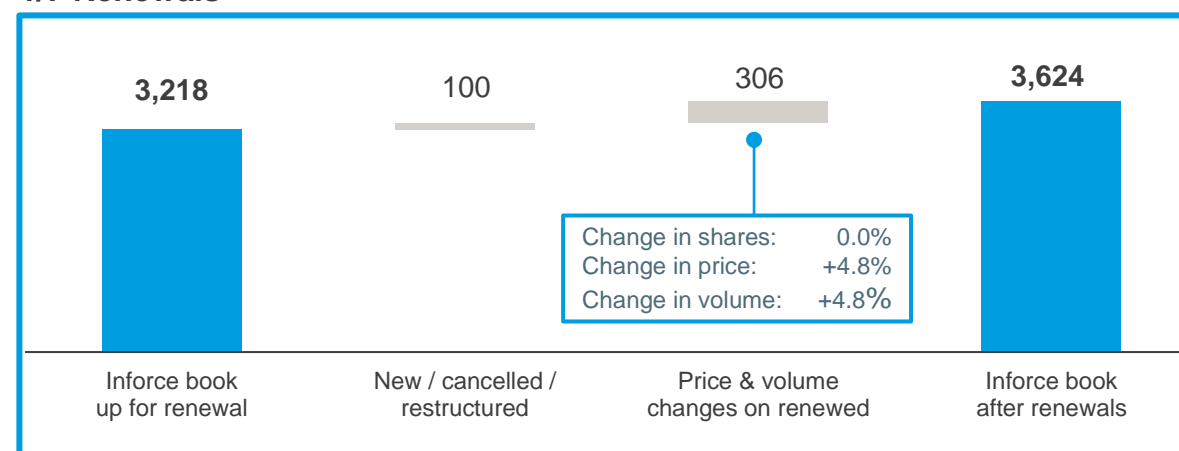 3,218
100
306
3,624
Change in shares: 0.0%
Change in price: +4.8%
Change in volume: +4.8%
Inforce book
up for renewal
New / cancelled /
restructured
Price & volume
changes on renewed
Inforce book
after renewals